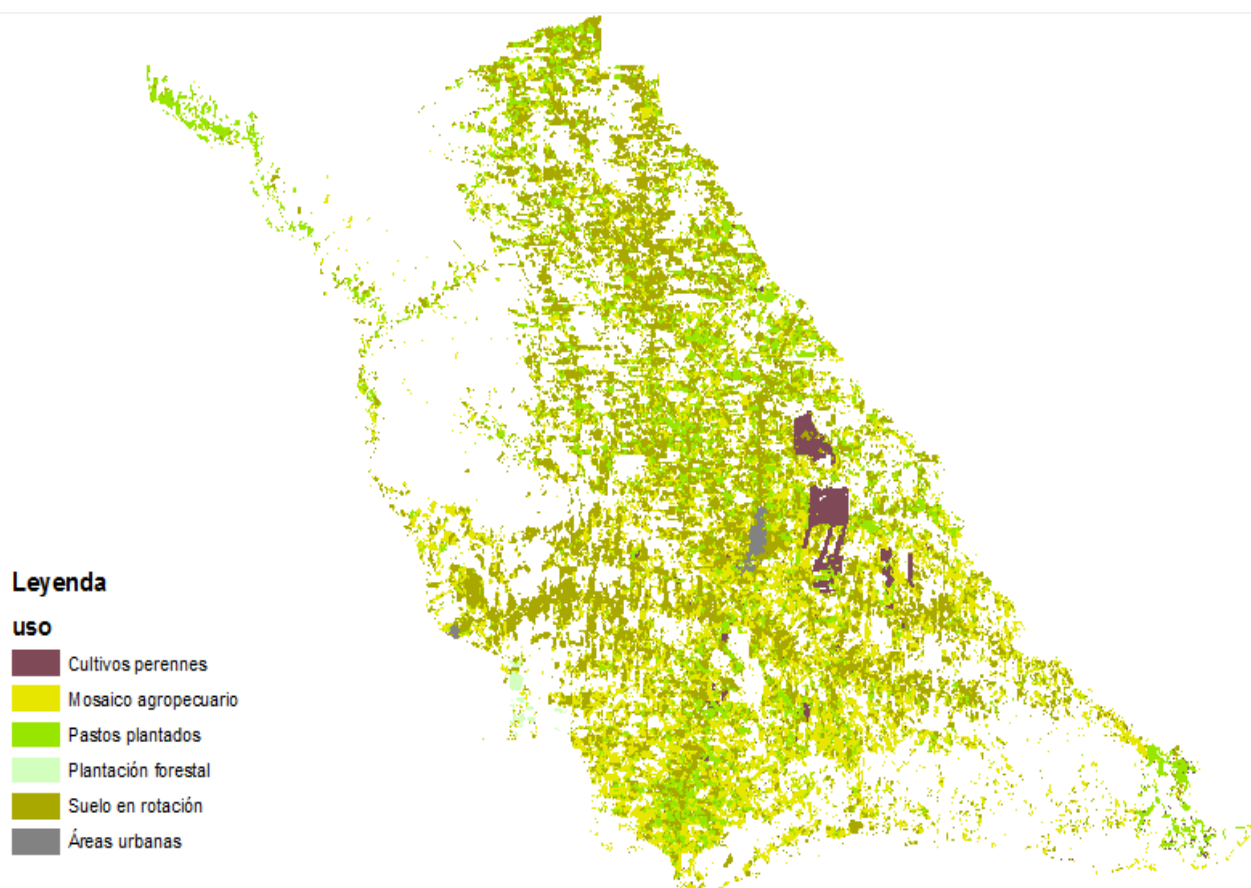 Leyenda
uso
Cultivos perennes
Mosaico agropecuario
Pastos plantados
Plantación forestal
Suelo en rotación
Áreas urbanas